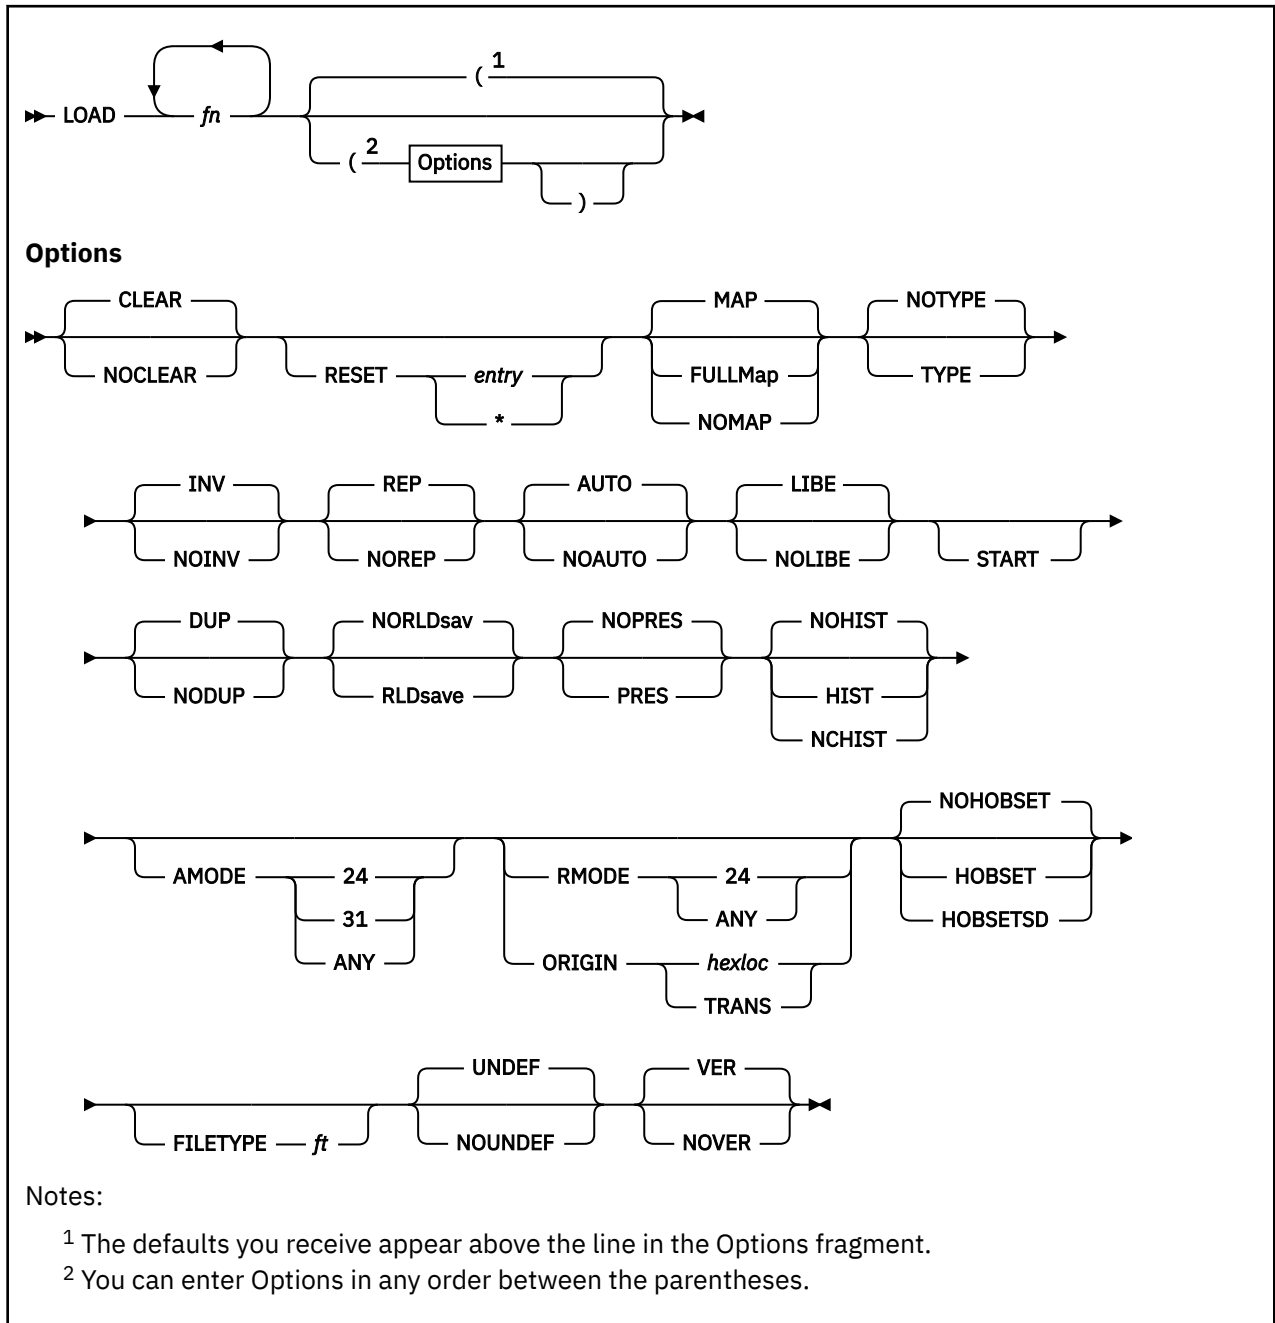 1
(
LOAD fn
( 2 Options
)
Options
CLEAR MAP NOTYPE
NOCLEAR RESET entry FULLMap TYPE
* NOMAP
INV REP AUTO LIBE
NOINV NOREP NOAUTO NOLIBE START
DUP NORLDsav NOPRES NOHIST
NODUP RLDsave PRES HIST
NCHIST
NOHOBSET
AMODE 24 RMODE 24 HOBSET
31 ANY HOBSETSD
ANY ORIGIN hexloc
TRANS
UNDEF VER
FILETYPE ft NOUNDEF NOVER
Notes:
1 The defaults you receive appear above the line in the Options fragment.
2 You can enter Options in any order between the parentheses.